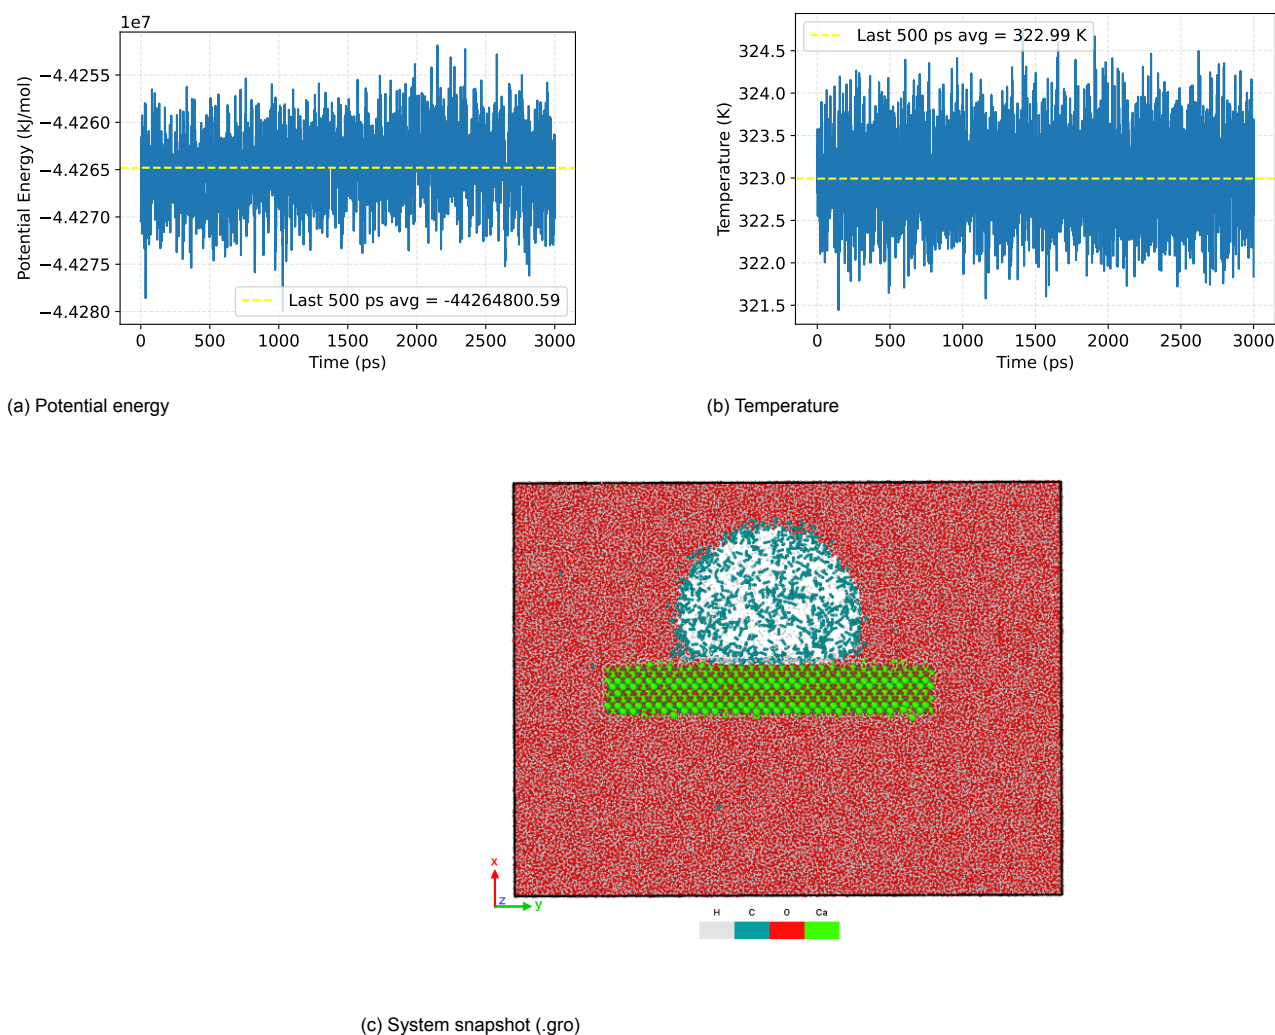 1e7
Potential Energy (kJ/mol)
−4.4255
−4.4260
−4.4265
−4.4270
−4.4275
−4.4280
Last 500 ps avg = -44264800.59
0 500 1000 1500 2000 2500 3000
Time (ps)
(a) Potential energy
Temperature (K)
Last 500 ps avg = 322.99 K
324.5
324.0
323.5
323.0
322.5
322.0
321.5
0 500 1000 1500 2000 2500 3000
Time (ps)
(b) Temperature
x
z y
H C O Ca
(c) System snapshot (.gro)